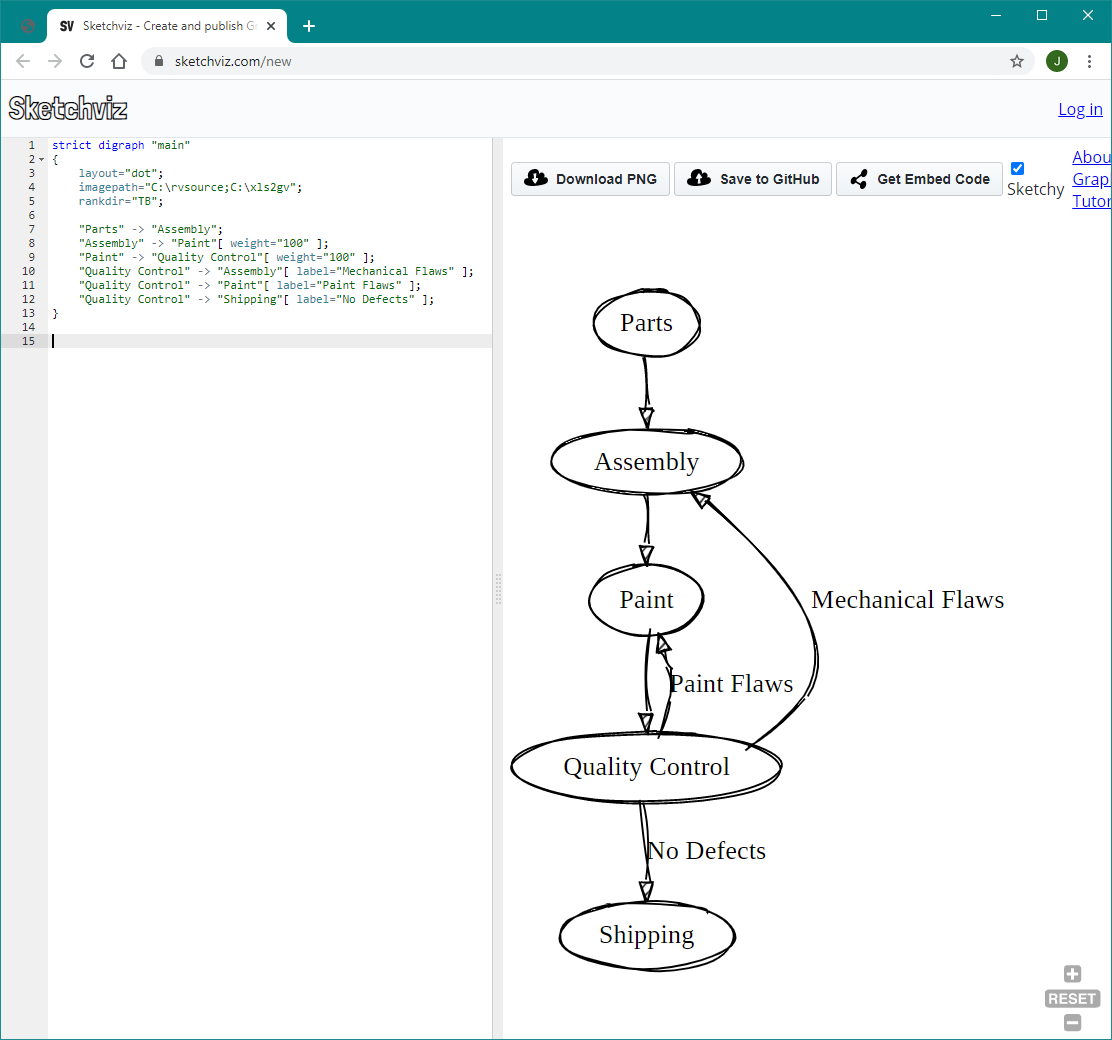 SV Sketchviz - Create and publish G
sketchviz.com/new
J
Sketchviz
Log in
1 strict digraph "main"
2 {
3 layout="dot";
4 imagepath="C:\rvsource;C:\xls2gv";
5 rankdir="TB";
6
7 "Parts" -> "Assembly";
8 "Assembly" -> "Paint"[ weight="100" ];
9 "Paint" -> "Quality Control"[ weight="100" ];
10 "Quality Control" -> "Assembly"[ label="Mechanical Flaws" ];
11 "Quality Control" -> "Paint"[ label="Paint Flaws" ];
12 "Quality Control" -> "Shipping"[ label="No Defects" ];
13 }
14
15
Download PNG
Save to GitHub
Get Embed Code
Sketchy
Abou
Grap
Tutor
Parts
Assembly
Paint
Mechanical Flaws
Paint Flaws
Quality Control
No Defects
Shipping
RESET